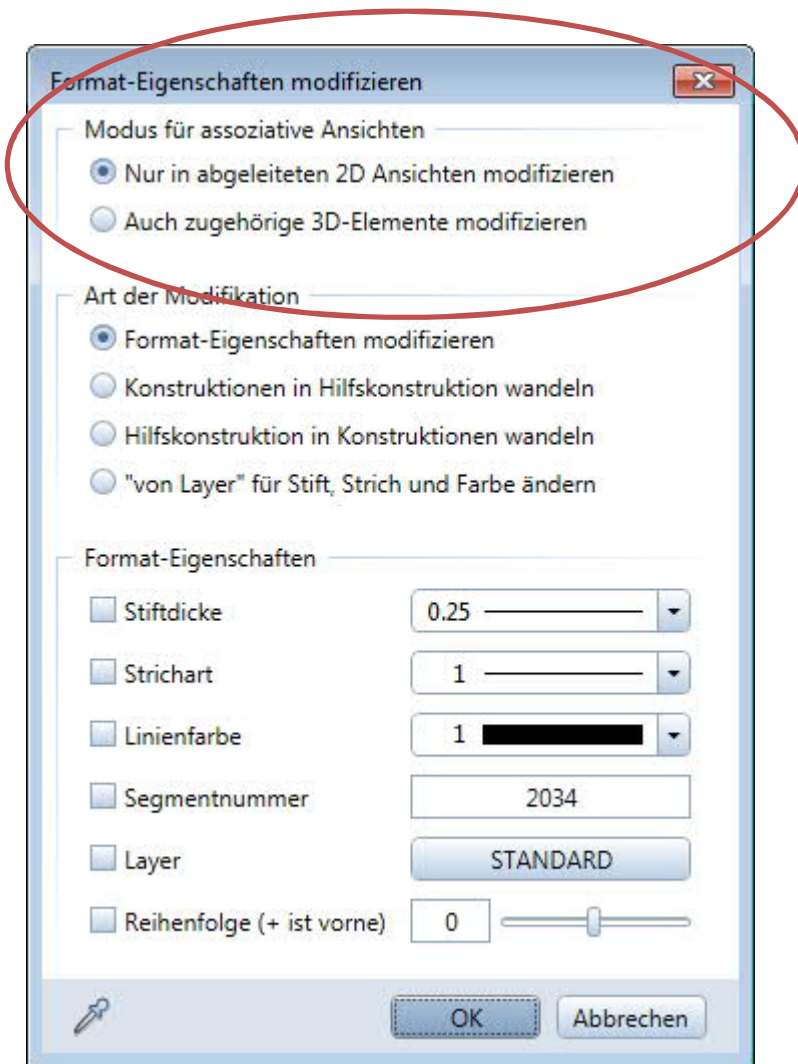 Format-Eigenschaften modifizieren
Modus für assoziative Ansichten
Nur in abgeleiteten 2D Ansichten modifizieren
Auch zugehörige 3D-Elemente modifizieren
Art der Modifikation
Format-Eigenschaften modifizieren
Konstruktionen in Hilfskonstruktion wandeln
Hilfskonstruktion in Konstruktionen wandeln
"von Layer" für Stift, Strich und Farbe ändern
Format-Eigenschaften
Stiftdicke 0.25
Strichart 1
Linienfarbe 1
Segmentnummer 2034
Layer STANDARD
Reihenfolge (+ ist vorne) 0
OK Abbrechen